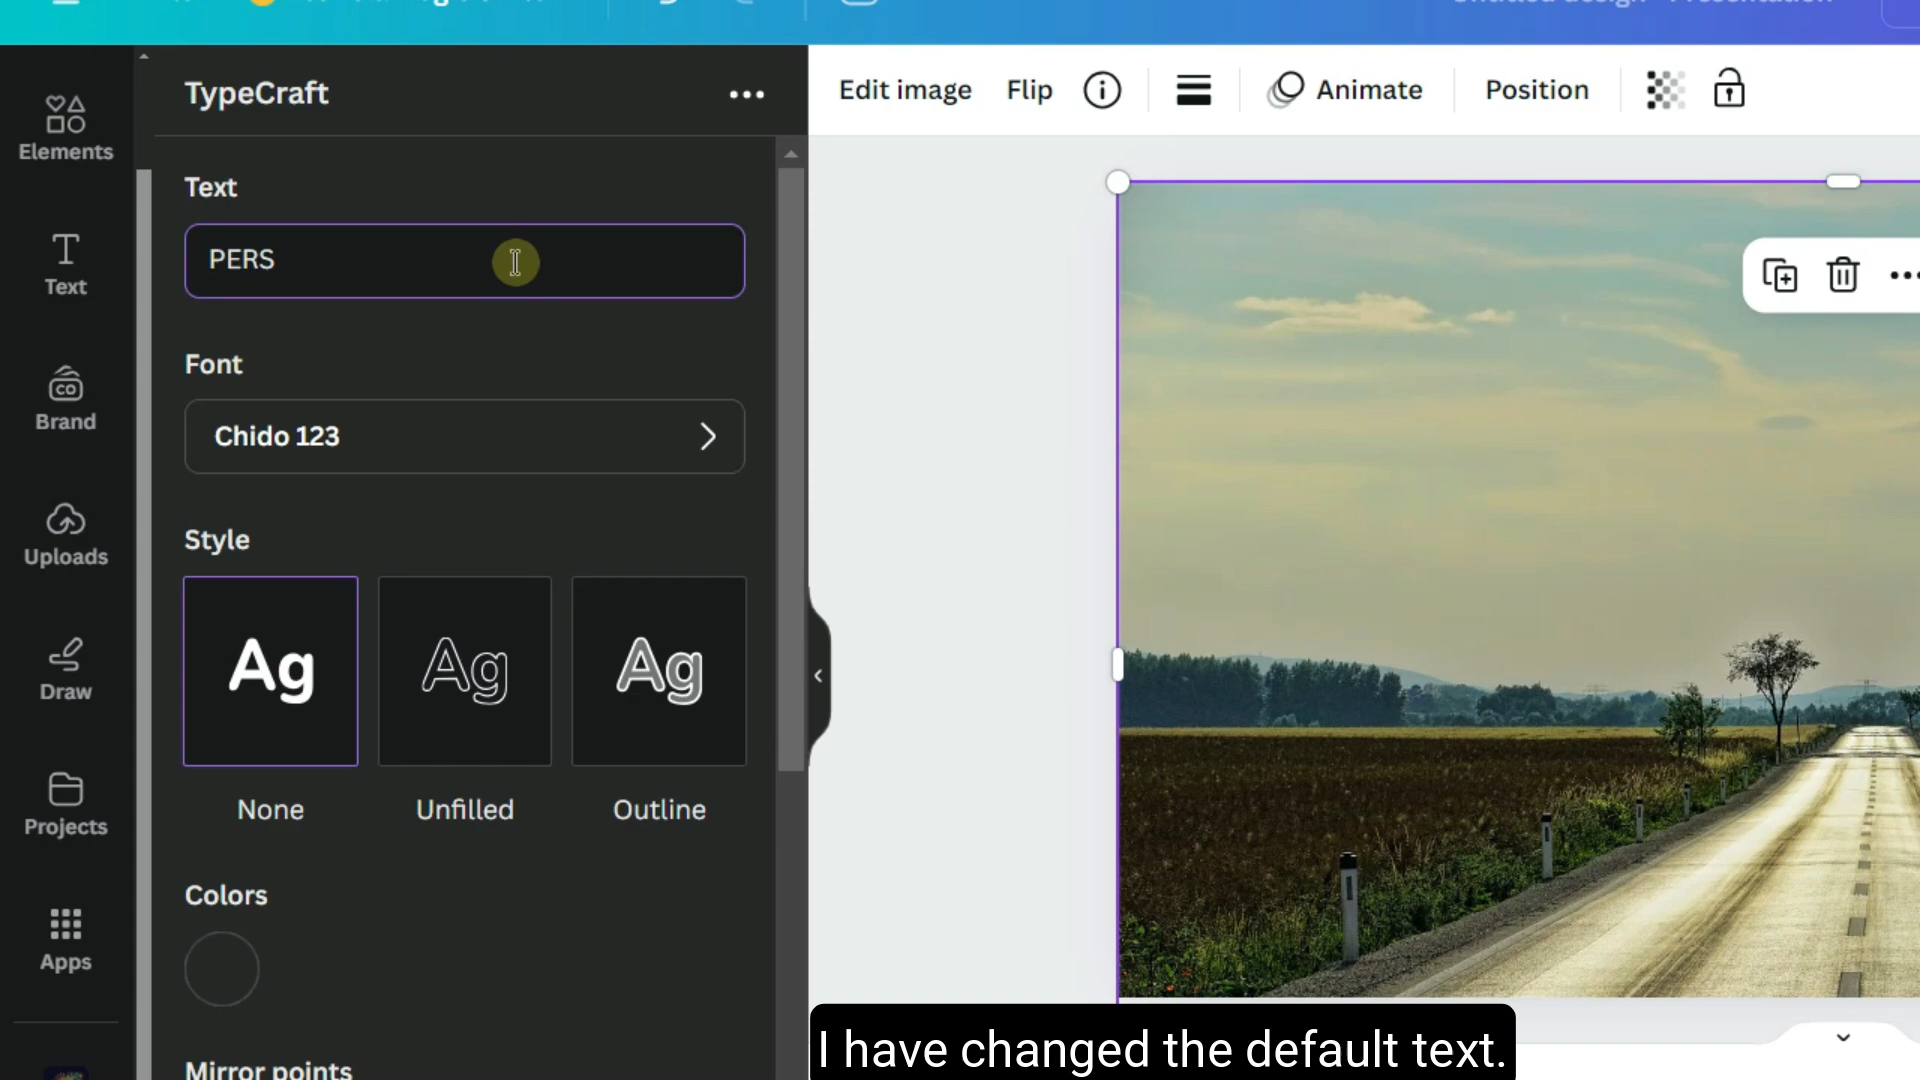 TypeCraft
Elements
Text
Brand
Uploads
Draw
Projects
Apps
Text
PERS
Font
Chido 123
Style
Ag
Ag
Ag
None
Unfilled
Outline
Colors
Mirror points
Edit image
Flip
Animate
Position
I have changed the default text.